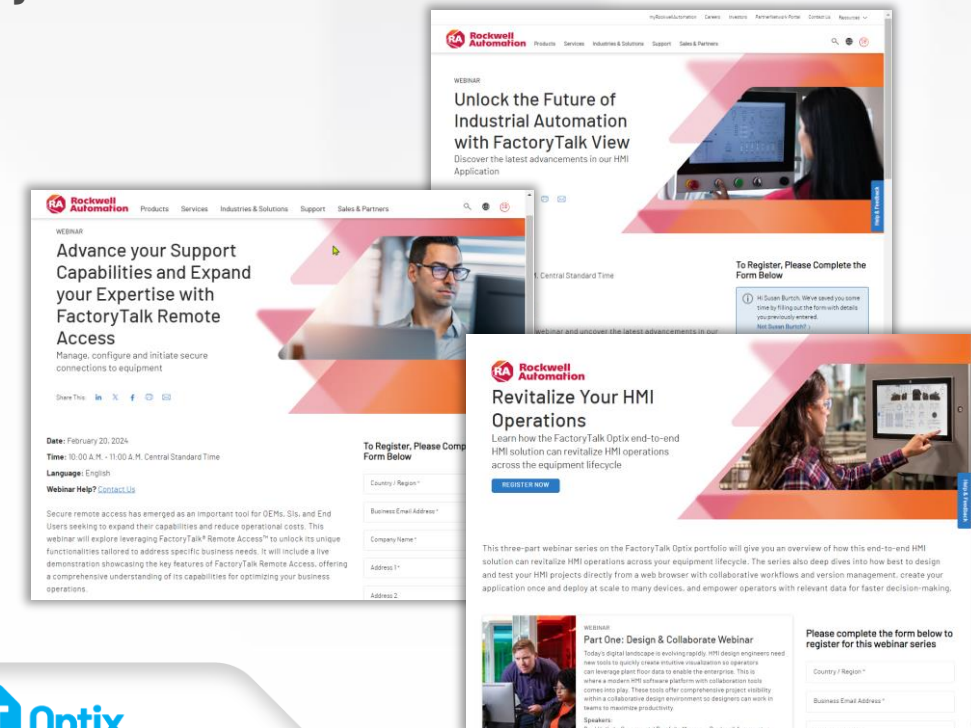 myRockwellAutomation Careers Investors PartnerNetwork Portal Contact Us Resources
Rockwell
Automation
Products Services Industries & Solutions Support Sales & Partners
WEBINAR
Unlock the Future of
Industrial Automation
with FactoryTalk View
Discover the latest advancements in our HMI
Application
Help & Feedback
Central Standard Time
To Register, Please Complete the
Form Below
Hi Susan Burtch. We've saved you some
time by filling out the form with details
you previously entered.
Not Susan Burtch?
webinar and uncover the latest advancements in our
RA Rockwell
Automation
Products Services Industries & Solutions Support Sales & Partners
WEBINAR
Advance your Support
Capabilities and Expand
your Expertise with
FactoryTalk Remote
Access
Manage, configure and initiate secure
connections to equipment
Share This:
Date: February 20, 2024
Time: 10:00 A.M. - 11:00 A.M. Central Standard Time
Language: English
Webinar Help? Contact Us
Secure remote access has emerged as an important tool for OEMs, SIs, and End
Users seeking to expand their capabilities and reduce operational costs. This
webinar will explore leveraging FactoryTalk® Remote Access™ to unlock its unique
functionalities tailored to address specific business needs. It will include a live
demonstration showcasing the key features of FactoryTalk Remote Access, offering
a comprehensive understanding of its capabilities for optimizing your business
operations.
To Register, Please Comp
Form Below
Country / Region *
Business Email Address *
Company Name *
Address 1 *
Address 2
RA Rockwell
Automation
Revitalize Your HMI
Operations
Learn how the FactoryTalk Optix end-to-end
HMI solution can revitalize HMI operations
across the equipment lifecycle
REGISTER NOW
Help & Feedback
This three-part webinar series on the FactoryTalk Optix portfolio will give you an overview of how this end-to-end HMI
solution can revitalize HMI operations across your equipment lifecycle. The series also deep dives into how best to design
and test your HMI projects directly from a web browser with collaborative workflows and version management, create your
application once and deploy at scale to many devices, and empower operators with relevant data for faster decision-making.
WEBINAR
Part One: Design & Collaborate Webinar
Today's digital landscape is evolving rapidly. HMI design engineers need
new tools to quickly create intuitive visualization so operators
can leverage plant floor data to enable the enterprise. This is
where a modern HMI software platform with collaboration tools
comes into play. These tools offer comprehensive project visibility
within a collaborative design environment so designers can work in
teams to maximize productivity.
Speakers:
Please complete the form below to
register for this webinar series
Country / Region *
Business Email Address *
Optix